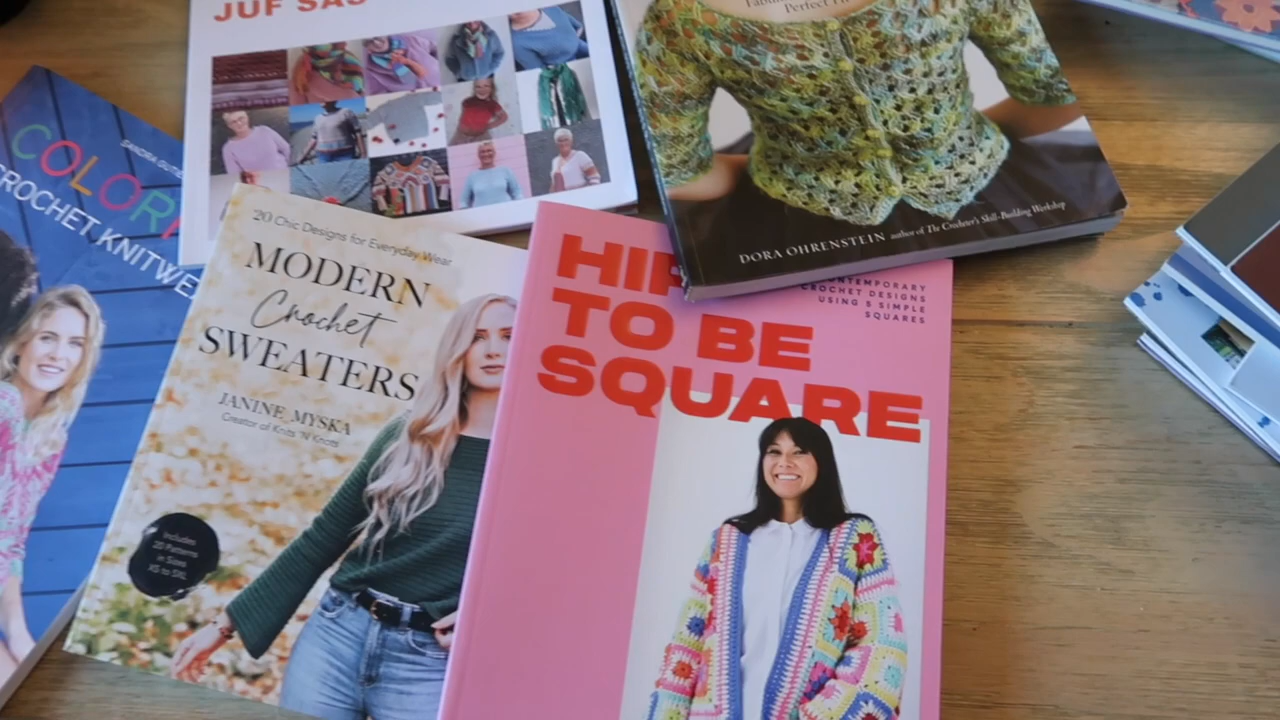 JUF SAS
Perfect Fit
DORA OHRENSTEIN author of The Crocheter's Skill-Building Workshop
SANDRA
COLOR
CROCHET KNITWE
20 Chic Designs for Everyday Wear
MODERN
Crochet
SWEATERS
JANINE MYSKA
Creator of Knits 'N Knots
Includes
20 Patterns
in Sizes
XS to 5XL
HIP
TO BE
SQUARE
CONTEMPORARY
CROCHET DESIGNS
USING 5 SIMPLE
SQUARES